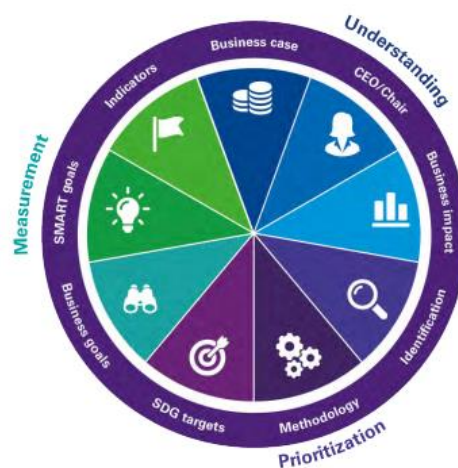 Understanding
Business case
CEO/Chair
Business impact
Identification
Methodology
Prioritization
SDG targets
Business goals
SMART goals
Measurement
Indicators